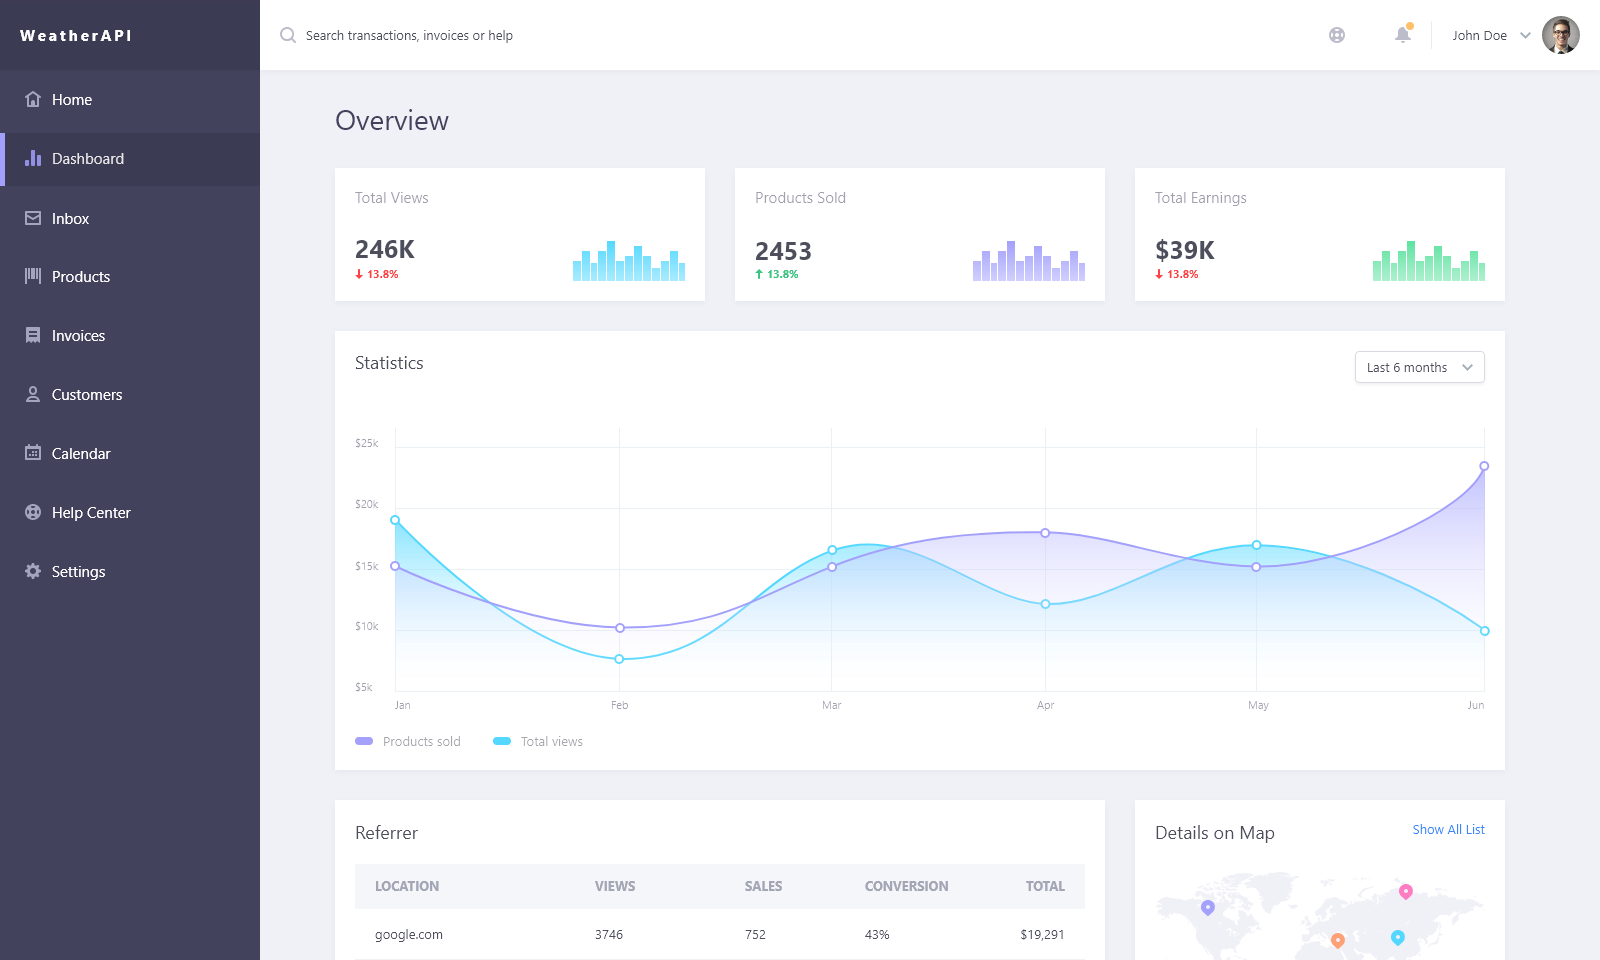 WeatherAPI
Search transactions, invoices or help
John Doe
Home
Dashboard
Inbox
Products
Invoices
Customers
Calendar
Help Center
Settings
Overview
Total Views
246K
13.8%
Products Sold
2453
13.8%
Total Earnings
$39K
13.8%
Statistics
Last 6 months
$25k
$20k
$15k
$10k
$5k
Jan Feb Mar Apr May Jun
Products sold Total views
Referrer
LOCATION VIEWS SALES CONVERSION TOTAL
google.com 3746 752 43% $19,291
Details on Map
Show All List